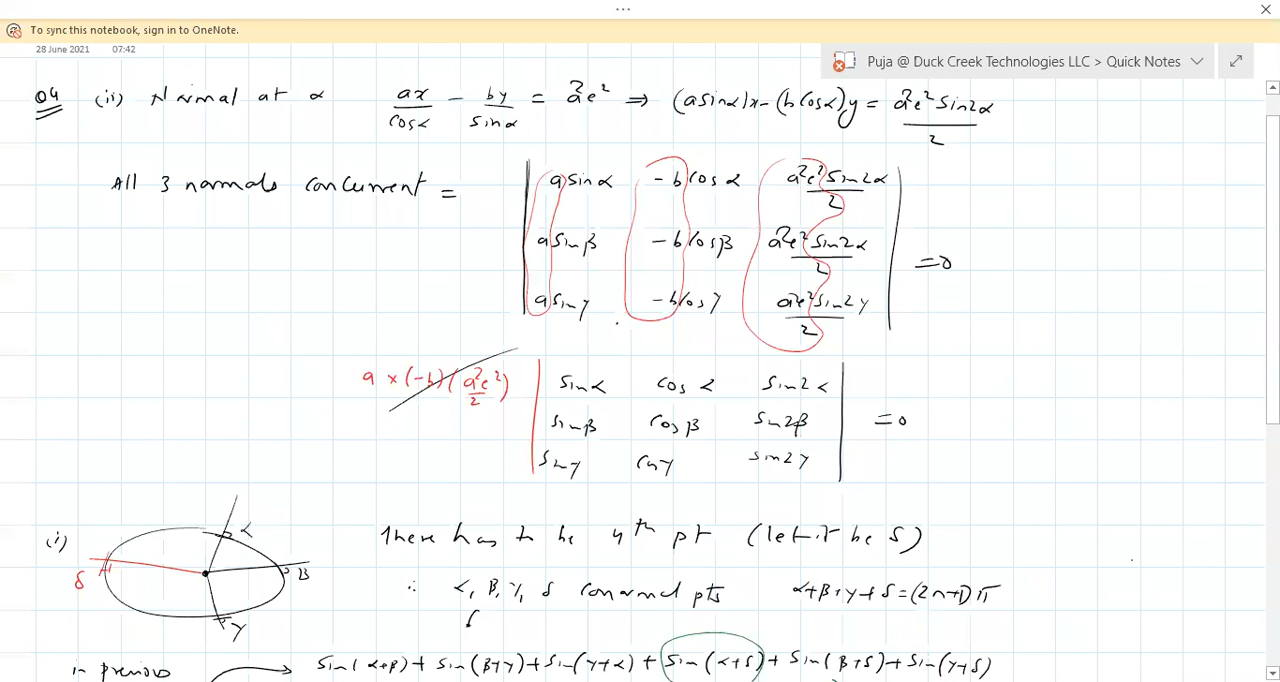 ...
To sync this notebook, sign in to OneNote.
28 June 2021 07:42
Puja @ Duck Creek Technologies LLC > Quick Notes
Q4 (ii) Normal at α ax/cosα - by/sinα = a²e² ⇒ (a sinα)x - (b cosα)y = a²e² sin2α/2
All 3 normals concurrent = | a sinα -b cosα a²e² sin2α/2 |
| a sinβ -b cosβ a²e² sin2α/2 | = 0
| a sinγ -b cosγ a²e² sin2γ/2 |
a × (-b) (a²e²/2) | sinα cosα sin2α |
| sinβ cosβ sin2β | = 0
| sinγ cosγ sin2γ |
(i) There has to be 4th pt (let it be δ)
α
B
γ
δ
∴ α, β, γ, δ conormal pts α+β+γ+δ = (2n+1)π
in previous → sin(α+β) + sin(β+γ) + sin(γ+α) + sin(α+δ) + sin(β+δ) + sin(γ+δ)